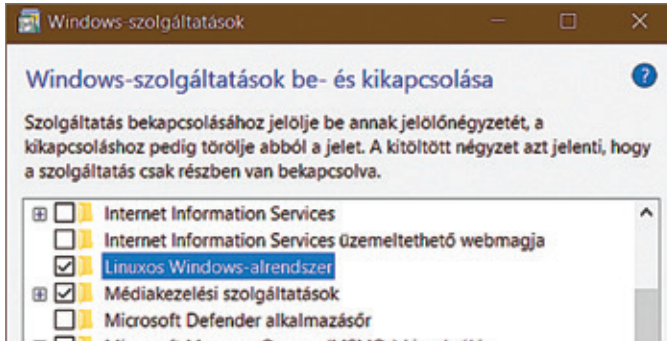 Windows-szolgáltatások
Windows-szolgáltatások be- és kikapcsolása
Szolgáltatás bekapcsolásához jelölje be annak jelölőnégyzetét, a
kikapcsoláshoz pedig törölje abból a jelet. A kitöltött négyzet azt jelenti, hogy
a szolgáltatás csak részben van bekapcsolva.
Internet Information Services
Internet Information Services üzemeltethető webmagja
Linuxos Windows-alrendszer
Médiakezelési szolgáltatások
Microsoft Defender alkalmazásőr